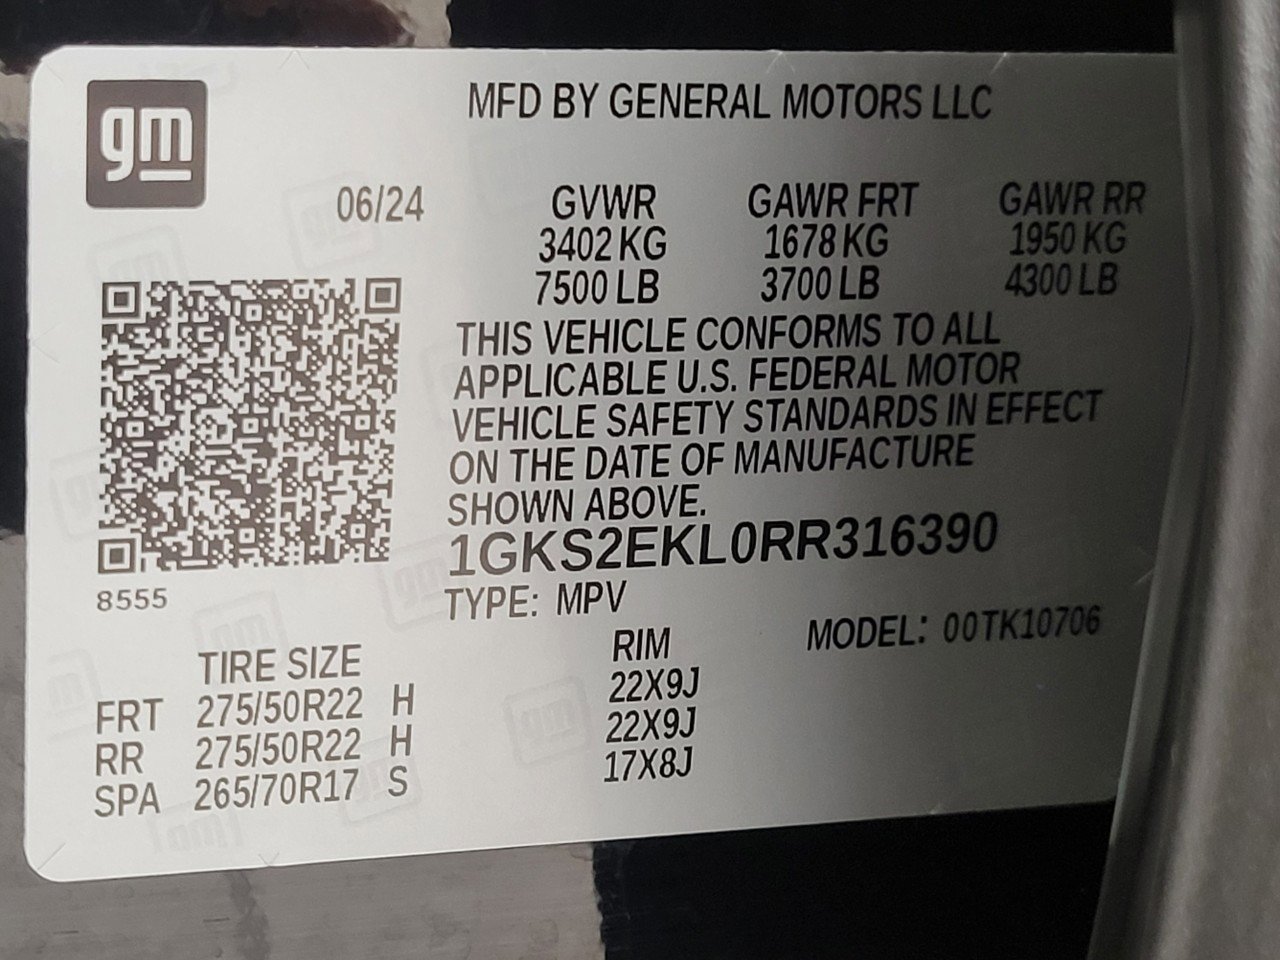 gm
MFD BY GENERAL MOTORS LLC
06/24 GVWR GAWR FRT GAWR RR
3402 KG 1678 KG 1950 KG
7500 LB 3700 LB 4300 LB
THIS VEHICLE CONFORMS TO ALL
APPLICABLE U.S. FEDERAL MOTOR
VEHICLE SAFETY STANDARDS IN EFFECT
ON THE DATE OF MANUFACTURE
SHOWN ABOVE.
1GKS2EKL0RR316390
8555
TYPE: MPV
MODEL: 00TK10706
TIRE SIZE RIM
FRT 275/50R22 H 22X9J
RR 275/50R22 H 22X9J
SPA 265/70R17 S 17X8J